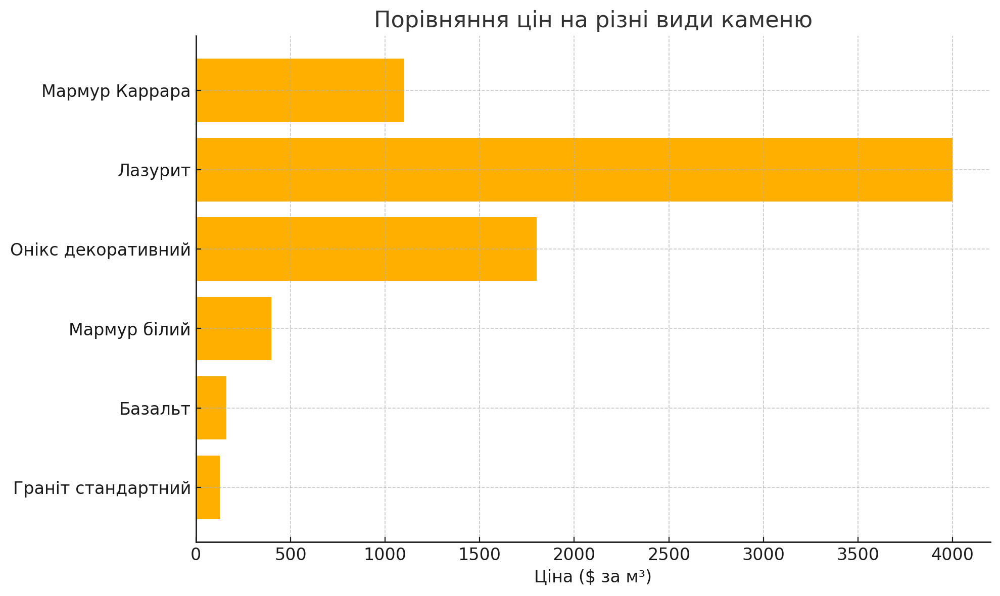 Порівняння цін на різні види каменю
Мармур Каррара
Лазурит
Онікс декоративний
Мармур білий
Базальт
Граніт стандартний
0 500 1000 1500 2000 2500 3000 3500 4000
Ціна ($ за м³)